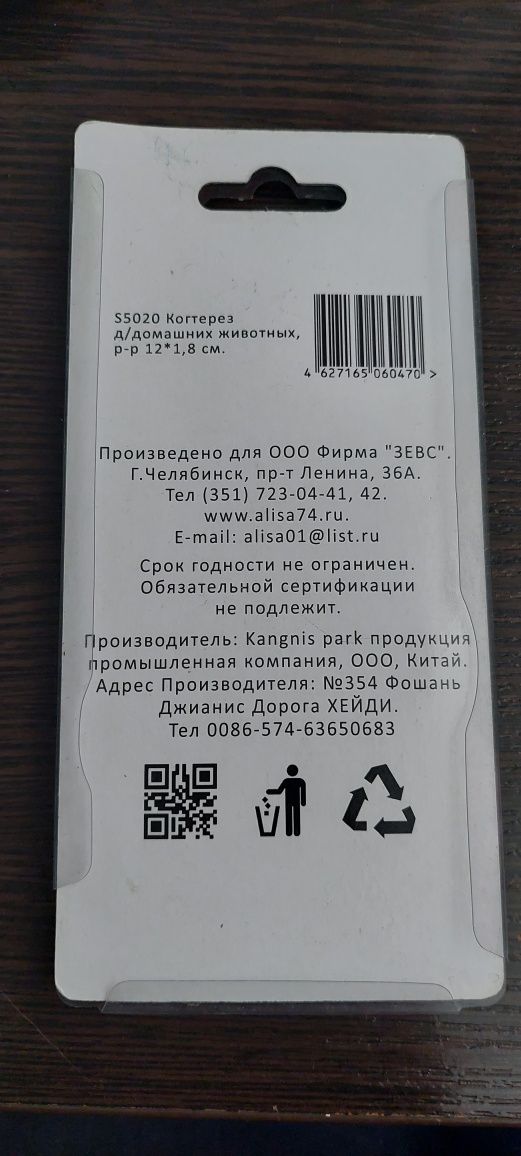 S5020 Когтерез
д/домашних животных,
р-р 12*1,8 см.
4 627165 060470 >
Произведено для ООО Фирма "ЗЕВС".
Г.Челябинск, пр-т Ленина, 36А.
Тел (351) 723-04-41, 42.
www.alisa74.ru.
E-mail: alisa01@list.ru
Срок годности не ограничен.
Обязательной сертификации
не подлежит.
Производитель: Kangnis park продукция
промышленная компания, ООО, Китай.
Адрес Производителя: №354 Фошань
Джианис Дорога ХЕЙДИ.
Тел 0086-574-63650683